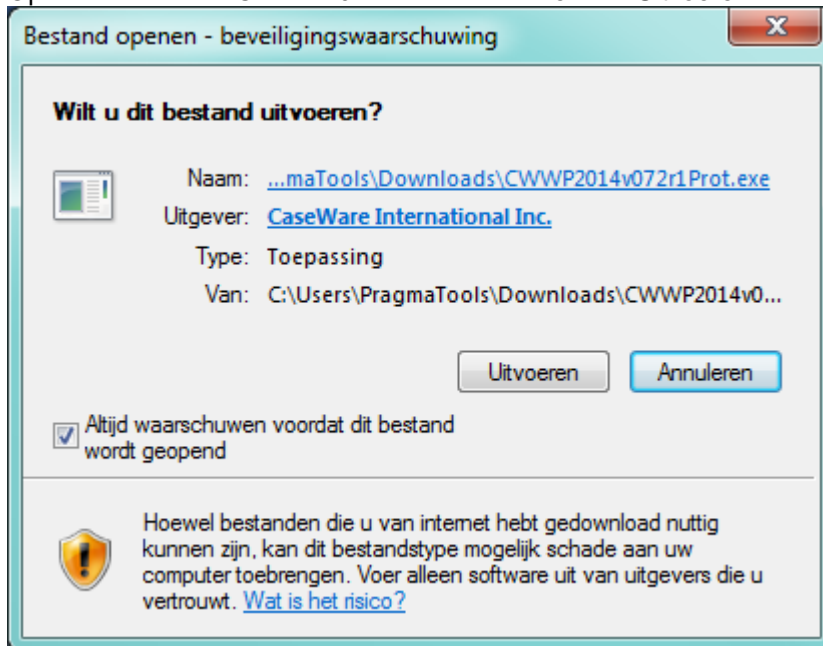 Bestand openen - beveiligingswaarschuwing
Wilt u dit bestand uitvoeren?
Naam: ...maTools\Downloads\CWWP2014v072r1Prot.exe
Uitgever: CaseWare International Inc.
Type: Toepassing
Van: C:\Users\PragmaTools\Downloads\CWWP2014v0...
Uitvoeren Annuleren
Altijd waarschuwen voordat dit bestand
wordt geopend
Hoewel bestanden die u van internet hebt gedownload nuttig
kunnen zijn, kan dit bestandstype mogelijk schade aan uw
computer toebrengen. Voer alleen software uit van uitgevers die u
vertrouwt. Wat is het risico?